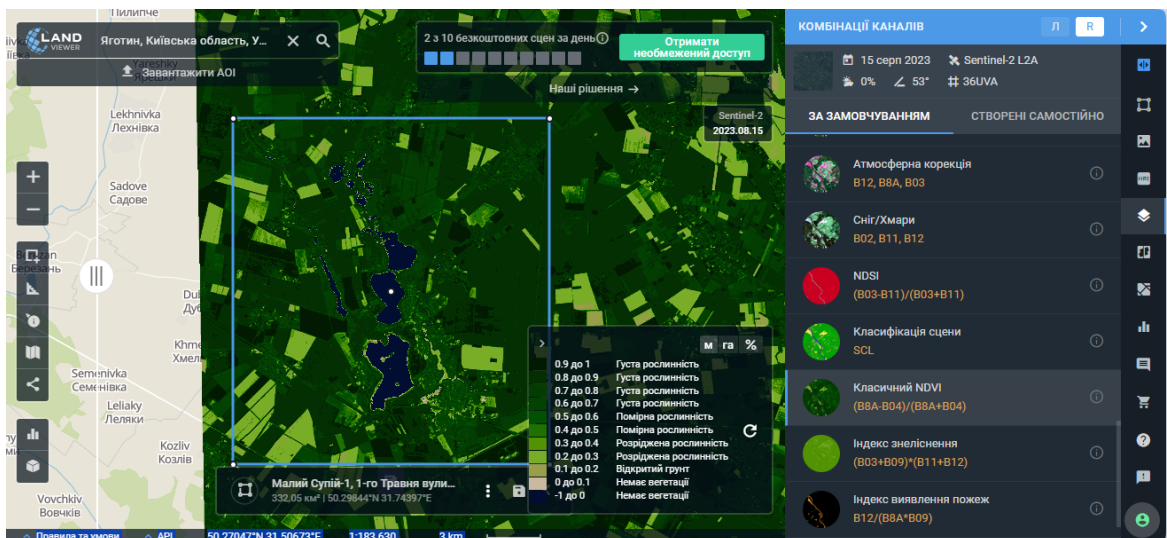 Пилипче
LAND VIEWER
Яготин, Київська область, У...
Завантажити AOI
2 з 10 безкоштовних сцен за день
Отримати необмежений доступ
Наші рішення →
Sentinel-2
2023.08.15
Lekhnivka
Лехнівка
Sadove
Садове
Березань
Semenivka
Семенівка
Leliaky
Леляки
Kozliv
Козлів
Vovchkiv
Вовчків
м га %
0.9 до 1 Густа рослинність
0.8 до 0.9 Густа рослинність
0.7 до 0.8 Густа рослинність
0.6 до 0.7 Густа рослинність
0.5 до 0.6 Помірна рослинність
0.4 до 0.5 Помірна рослинність
0.3 до 0.4 Розріджена рослинність
0.2 до 0.3 Розріджена рослинність
0.1 до 0.2 Відкритий грунт
0 до 0.1 Немає вегетації
-1 до 0 Немає вегетації
Малий Супій-1, 1-го Травня вули...
332.05 км² | 50.29844°N 31.74397°E
Правила та умови
API
50.27047°N 31.50673°E
1:183 630
3 km
КОМБІНАЦІЇ КАНАЛІВ
Л R
15 серп 2023 Sentinel-2 L2A
0% 53° 36UVA
ЗА ЗАМОВЧУВАННЯМ СТВОРЕНІ САМОСТІЙНО
Атмосферна корекція
B12, B8A, B03
Сніг/Хмари
B02, B11, B12
NDSI
(B03-B11)/(B03+B11)
Класифікація сцени
SCL
Класичний NDVI
(B8A-B04)/(B8A+B04)
Індекс знеліснення
(B03+B09)*(B11+B12)
Індекс виявлення пожеж
B12/(B8A*B09)